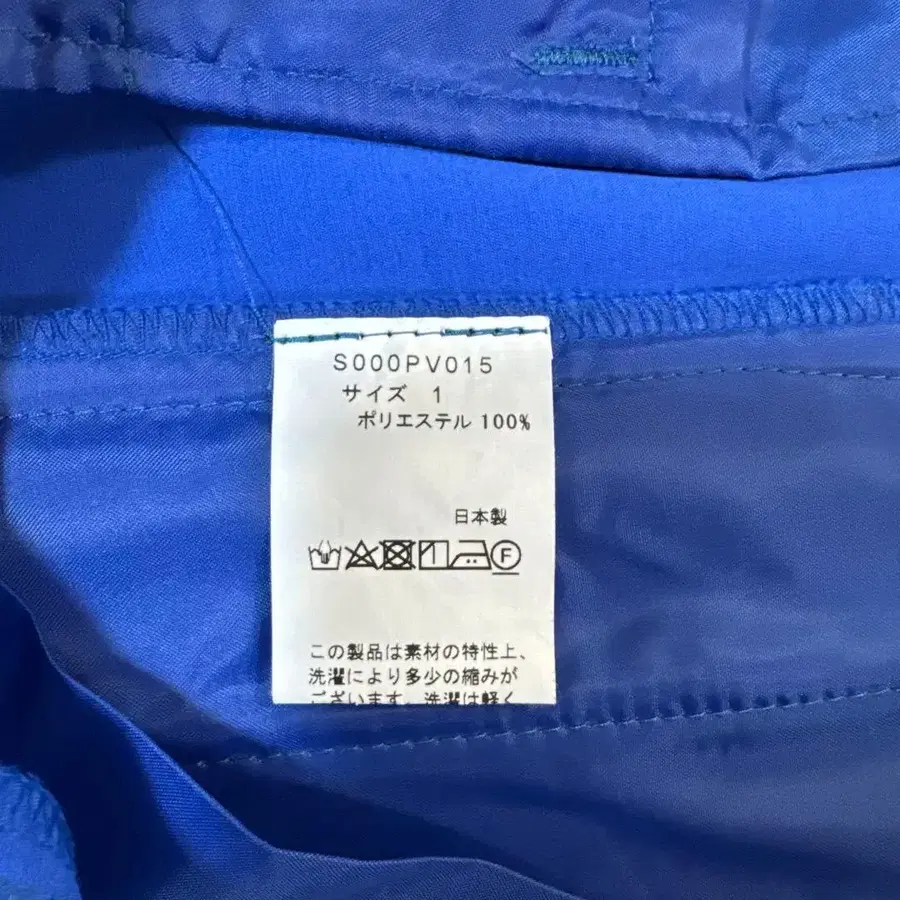 S000PV015
サイズ 1
ポリエステル 100%
日本製
F
この製品は素材の特性上、
洗濯により多少の縮みが
ございます。洗濯は軽く